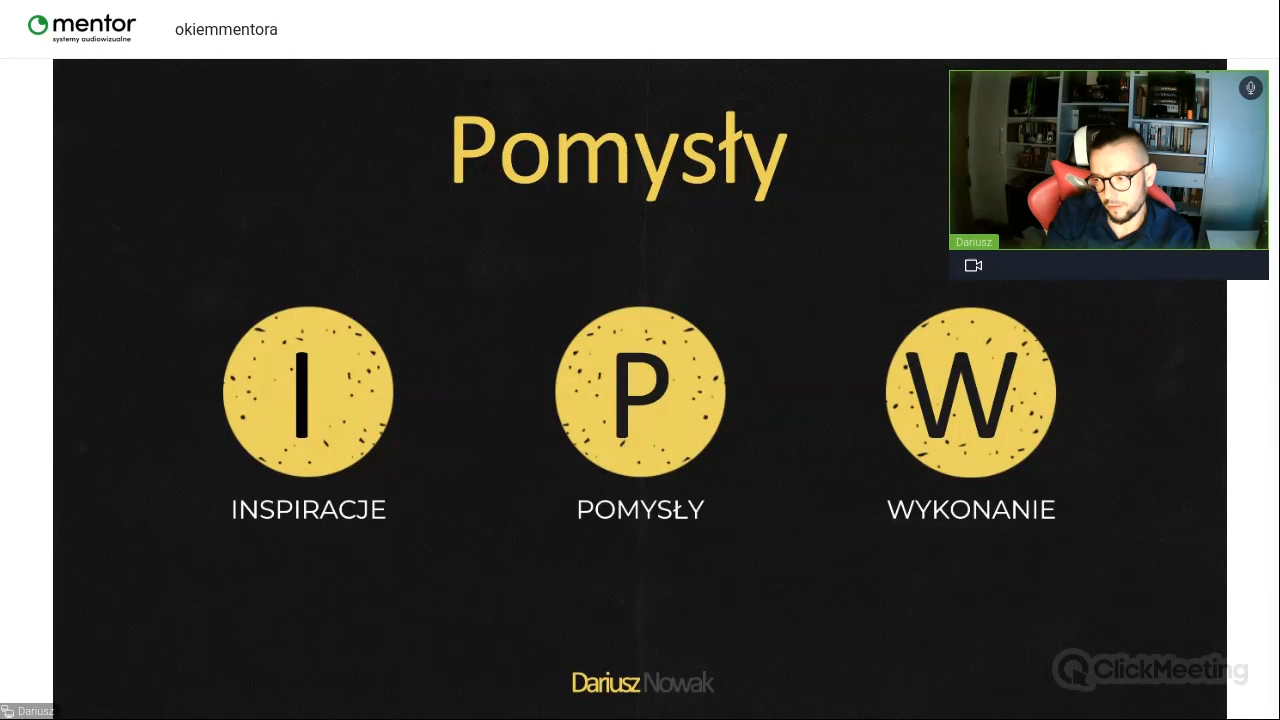 mentor
systemy audiowizualne
okiemmentora
Pomysły
Dariusz
I P W
INSPIRACJE POMYSŁY WYKONANIE
Dariusz Nowak
ClickMeeting
Dariusz